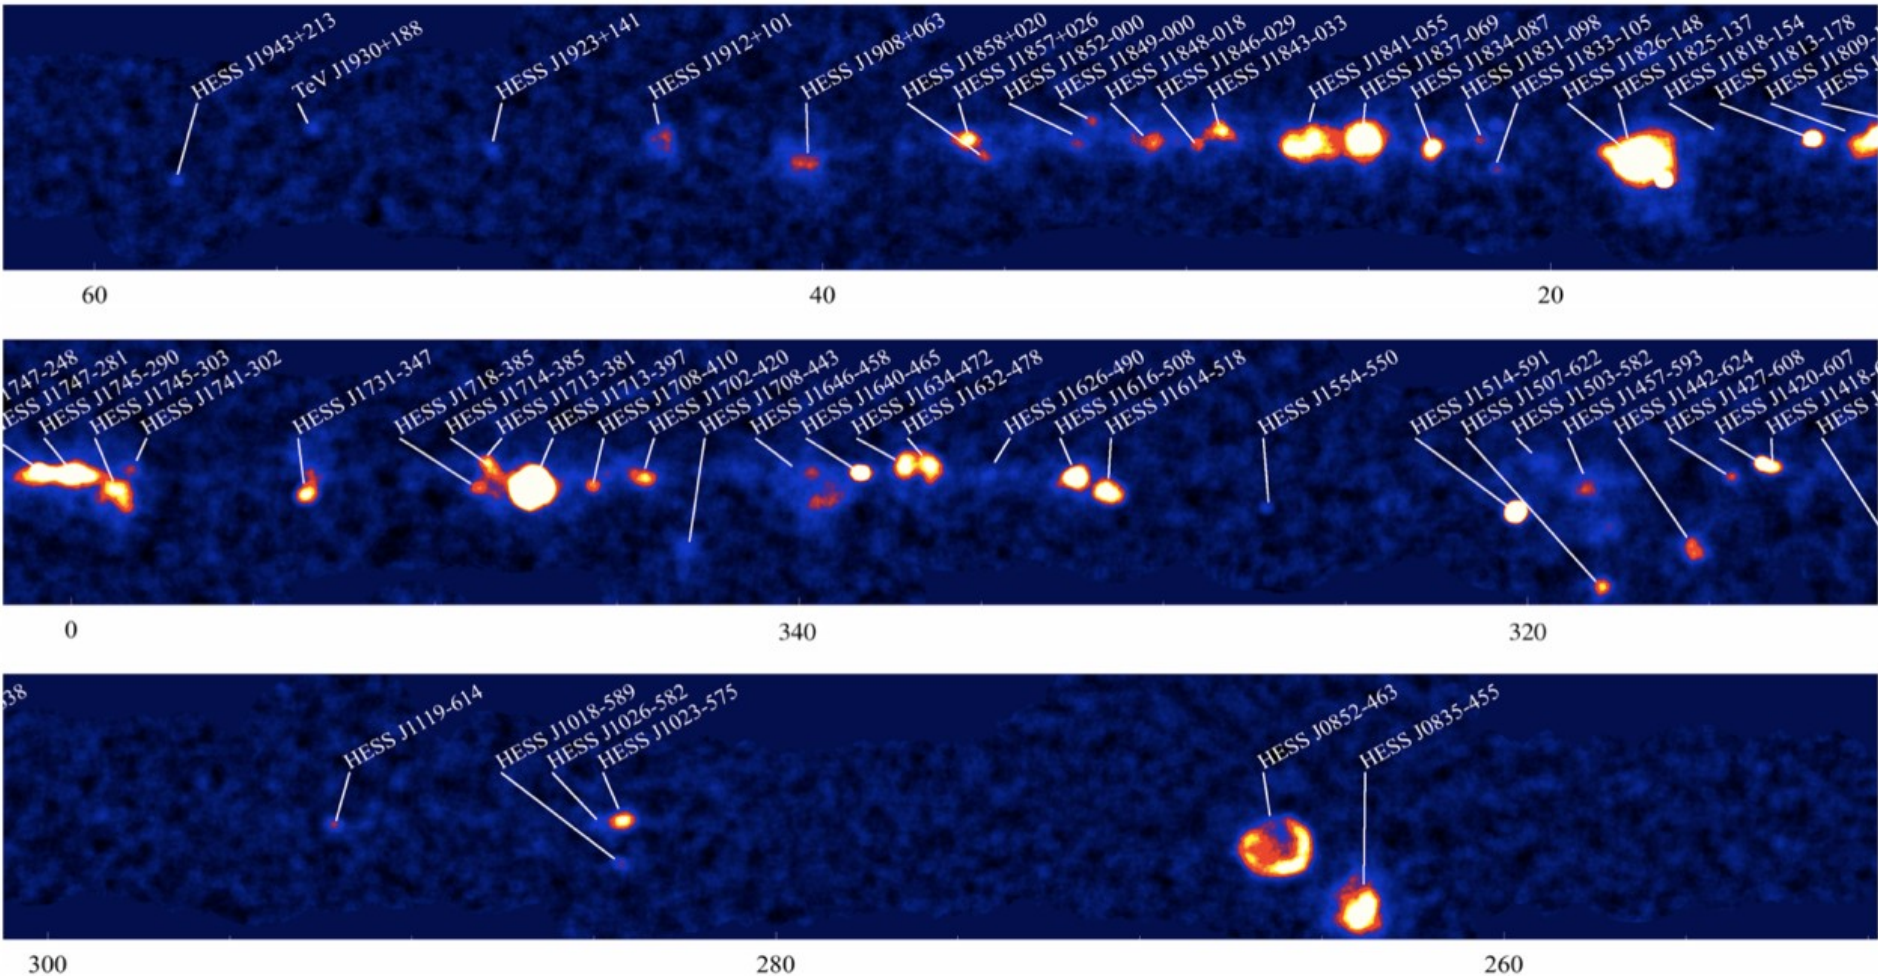 HESS J1943+213
TeV J1930+188
HESS J1923+141
HESS J1912+101
HESS J1908+063
HESS J1858+020
HESS J1857+026
HESS J1852-000
HESS J1849-000
HESS J1848-018
HESS J1846-029
HESS J1843-033
HESS J1841-055
HESS J1837-069
HESS J1834-087
HESS J1831-098
HESS J1833-105
HESS J1826-148
HESS J1825-137
HESS J1818-154
HESS J1813-178
HESS J1809-
HESS J
60 40 20
J1747-248
HESS J1747-281
HESS J1745-290
HESS J1745-303
HESS J1741-302
HESS J1731-347
HESS J1718-385
HESS J1714-385
HESS J1713-381
HESS J1713-397
HESS J1708-410
HESS J1702-420
HESS J1708-443
HESS J1646-458
HESS J1640-465
HESS J1634-472
HESS J1632-478
HESS J1626-490
HESS J1616-508
HESS J1614-518
HESS J1554-550
HESS J1514-591
HESS J1507-622
HESS J1503-582
HESS J1457-593
HESS J1442-624
HESS J1427-608
HESS J1420-607
HESS J1418-
HESS J
0 340 320
638
HESS J1119-614
HESS J1018-589
HESS J1026-582
HESS J1023-575
HESS J0852-463
HESS J0835-455
300 280 260